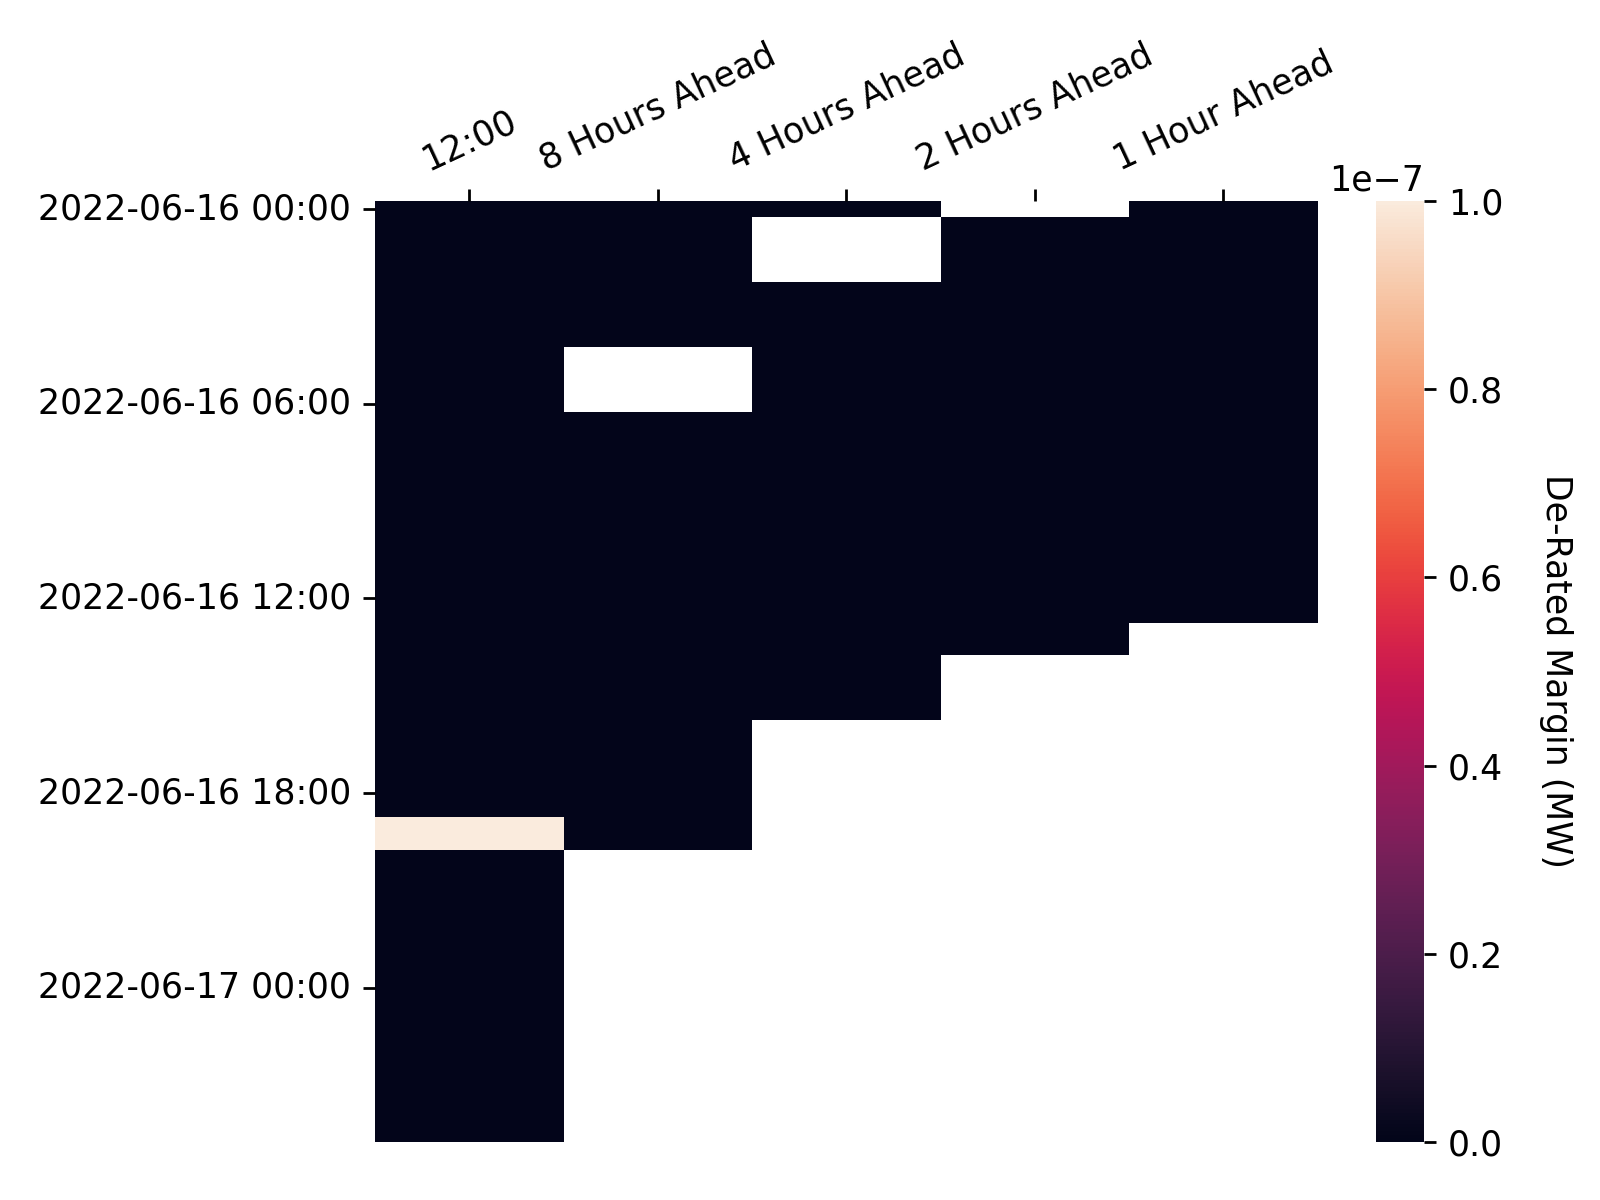 12:00
8 Hours Ahead
4 Hours Ahead
2 Hours Ahead
1 Hour Ahead
2022-06-16 00:00
2022-06-16 06:00
2022-06-16 12:00
2022-06-16 18:00
2022-06-17 00:00
1e−7
1.0
0.8
0.6
0.4
0.2
0.0
De-Rated Margin (MW)